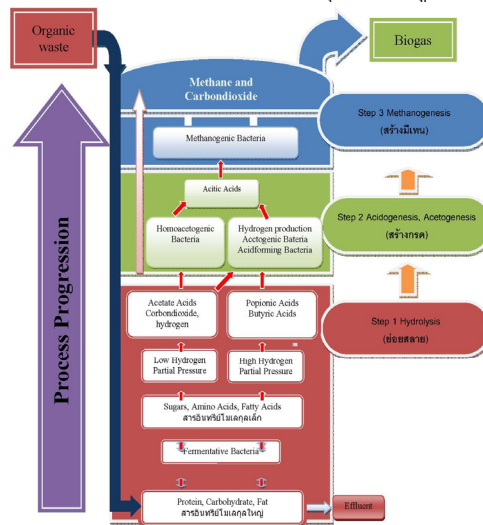 Organic
waste
Biogas
Methane and
Carbondioxide
Step 3 Methanogenesis
(สร้างมีเทน)
Methanogenic Bacteria
Acitic Acids
Step 2 Acidogenesis, Acetogenesis
(สร้างกรด)
Homoacetogenic
Bacteria
Hydrogen production
Acctogenic Bateria
Acidforming Bacteria
Process Progression
Acetate Acids
Corbondioxide,
hydrogen
Popionic Acids
Butyric Acids
Step 1 Hydrolysis
(ย่อยสลาย)
Low Hydrogen
Partial Pressure
High Hydrogen
Partial Pressure
Sugars, Amino Acids, Fatty Acids
สารอินทรีย์โมเลกุลเล็ก
Fermentative Bacteria
Protein, Carbohydrate, Fat
สารอินทรีย์โมเลกุลใหญ่
Effluent